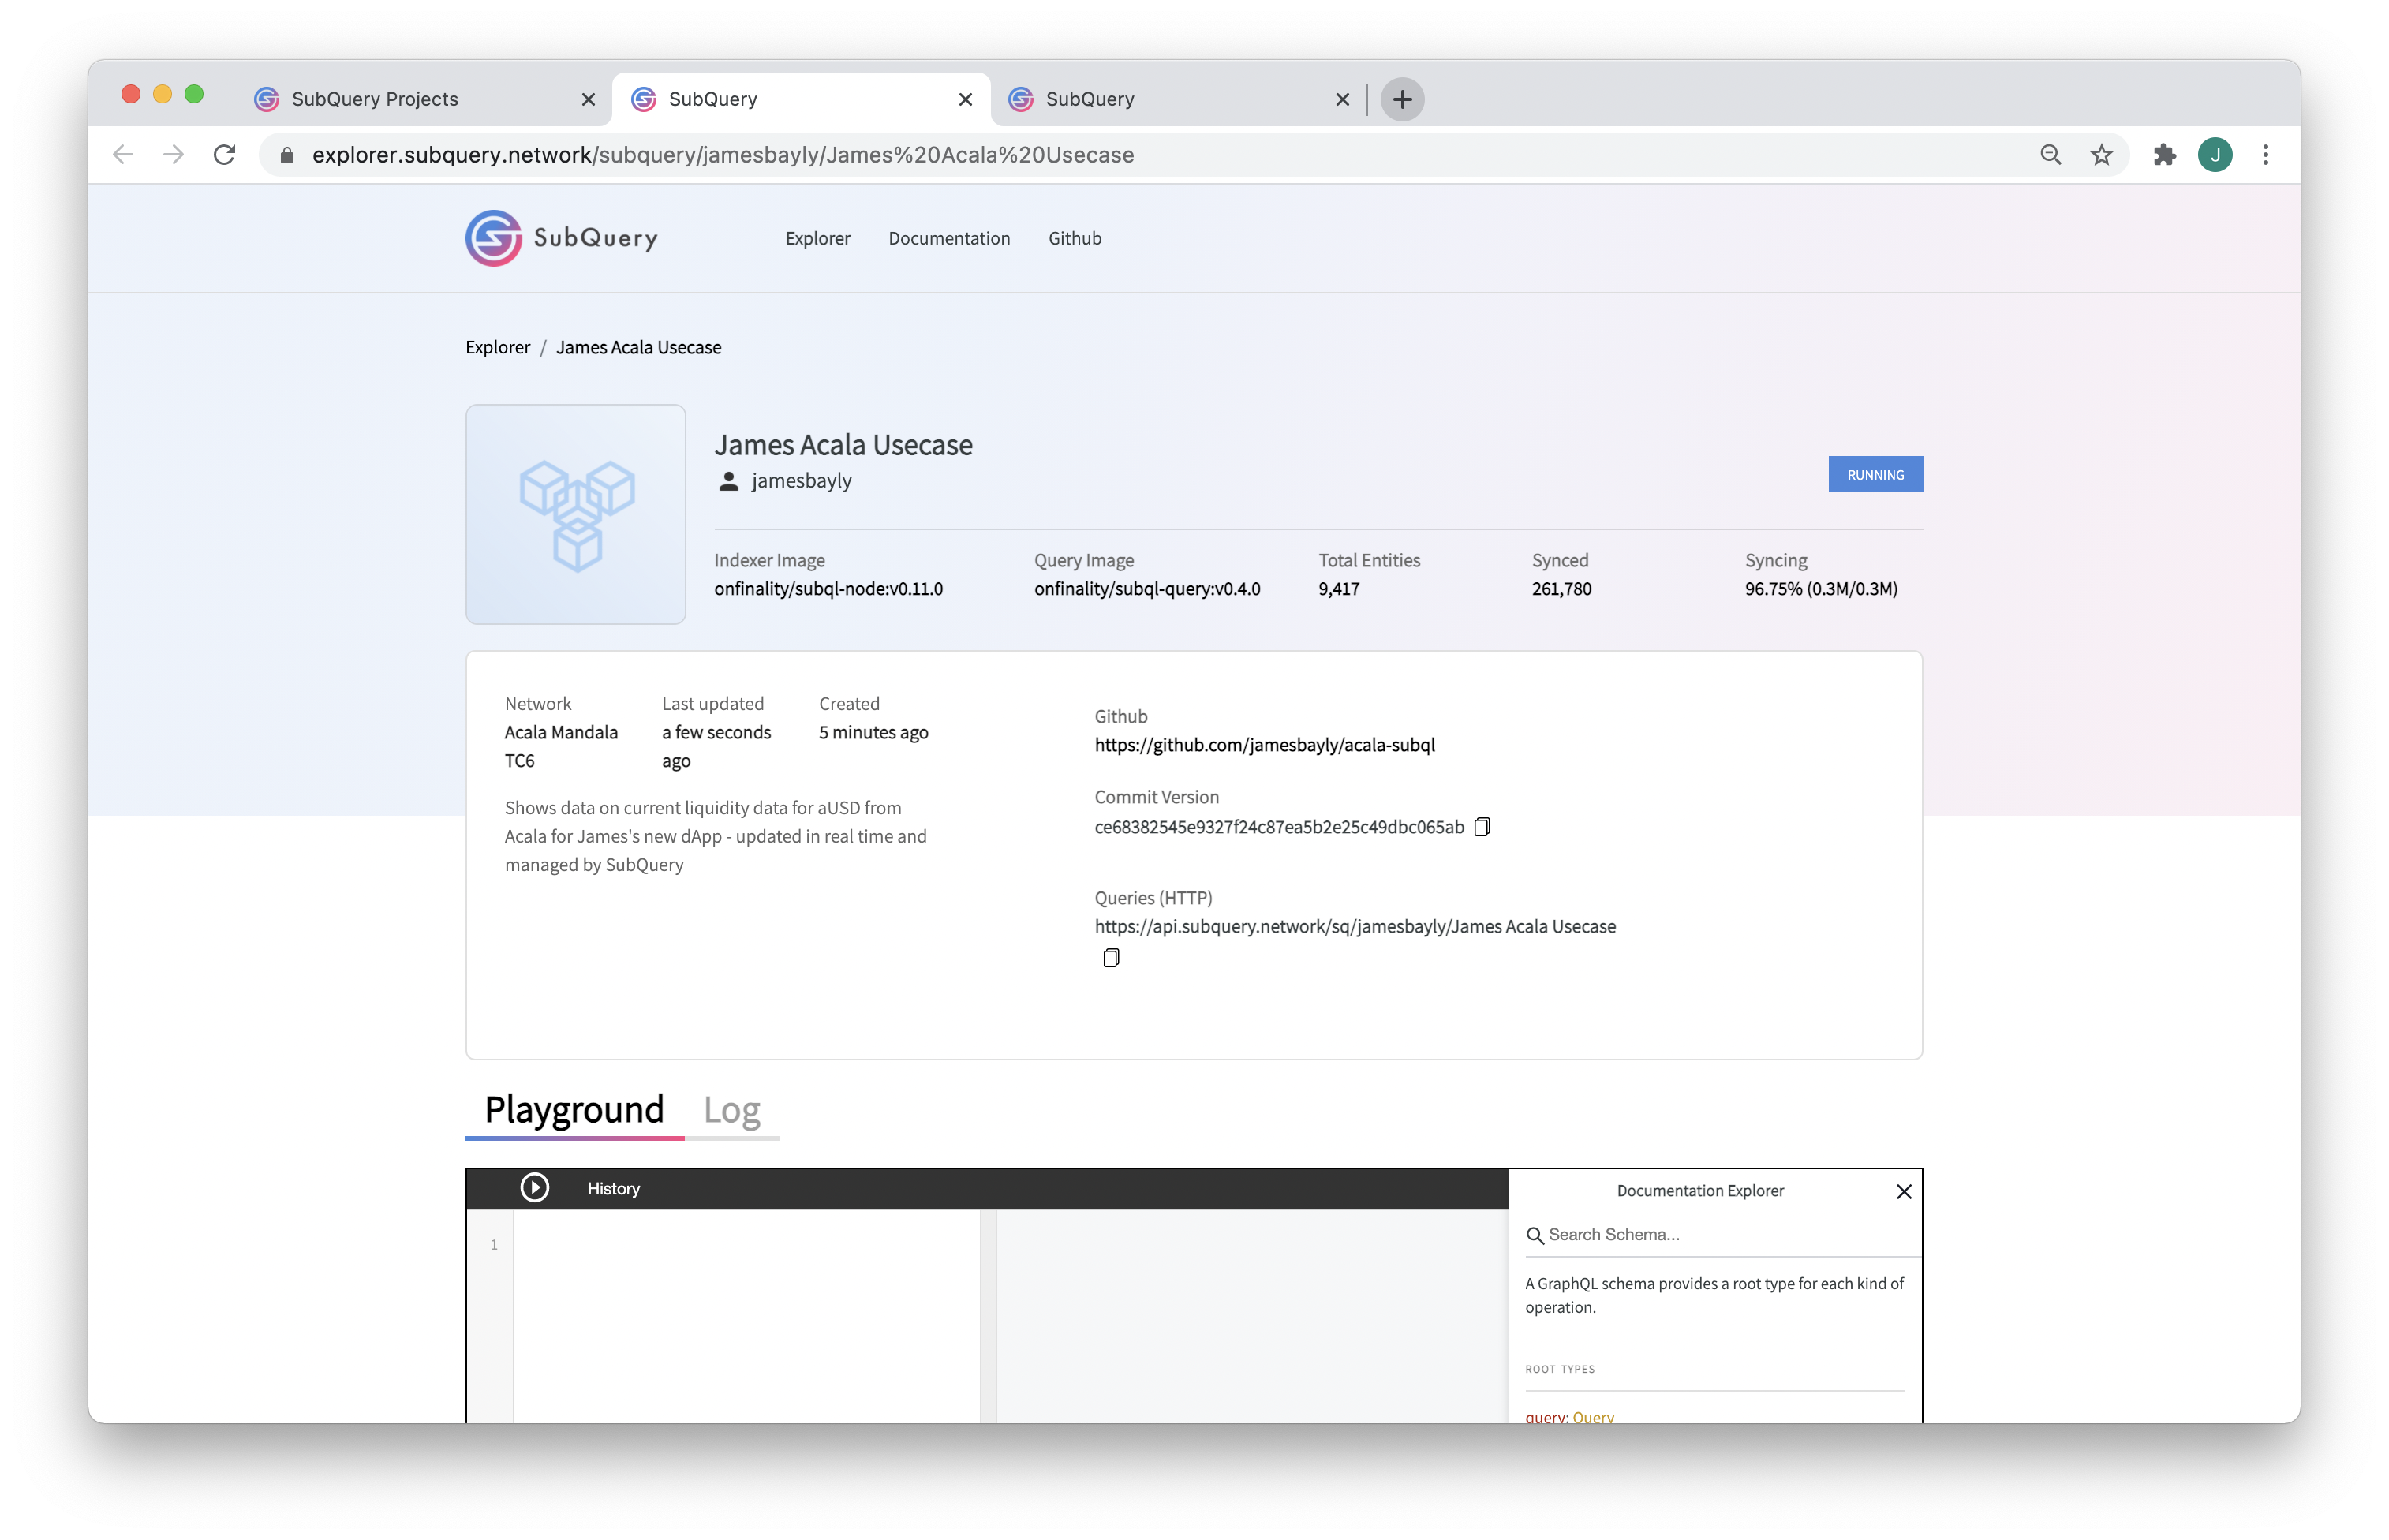 SubQuery Projects
SubQuery
SubQuery
explorer.subquery.network/subquery/jamesbayly/James%20Acala%20Usecase
J
SubQuery
Explorer
Documentation
Github
Explorer / James Acala Usecase
James Acala Usecase
jamesbayly
RUNNING
Indexer Image
onfinality/subql-node:v0.11.0
Query Image
onfinality/subql-query:v0.4.0
Total Entities
9,417
Synced
261,780
Syncing
96.75% (0.3M/0.3M)
Network
Acala Mandala
TC6
Last updated
a few seconds
ago
Created
5 minutes ago
Shows data on current liquidity data for aUSD from
Acala for James's new dApp - updated in real time and
managed by SubQuery
Github
https://github.com/jamesbayly/acala-subql
Commit Version
ce68382545e9327f24c87ea5b2e25c49dbc065ab
Queries (HTTP)
https://api.subquery.network/sq/jamesbayly/James Acala Usecase
Playground
Log
History
1
Documentation Explorer
Search Schema...
A GraphQL schema provides a root type for each kind of
operation.
ROOT TYPES
query: Query